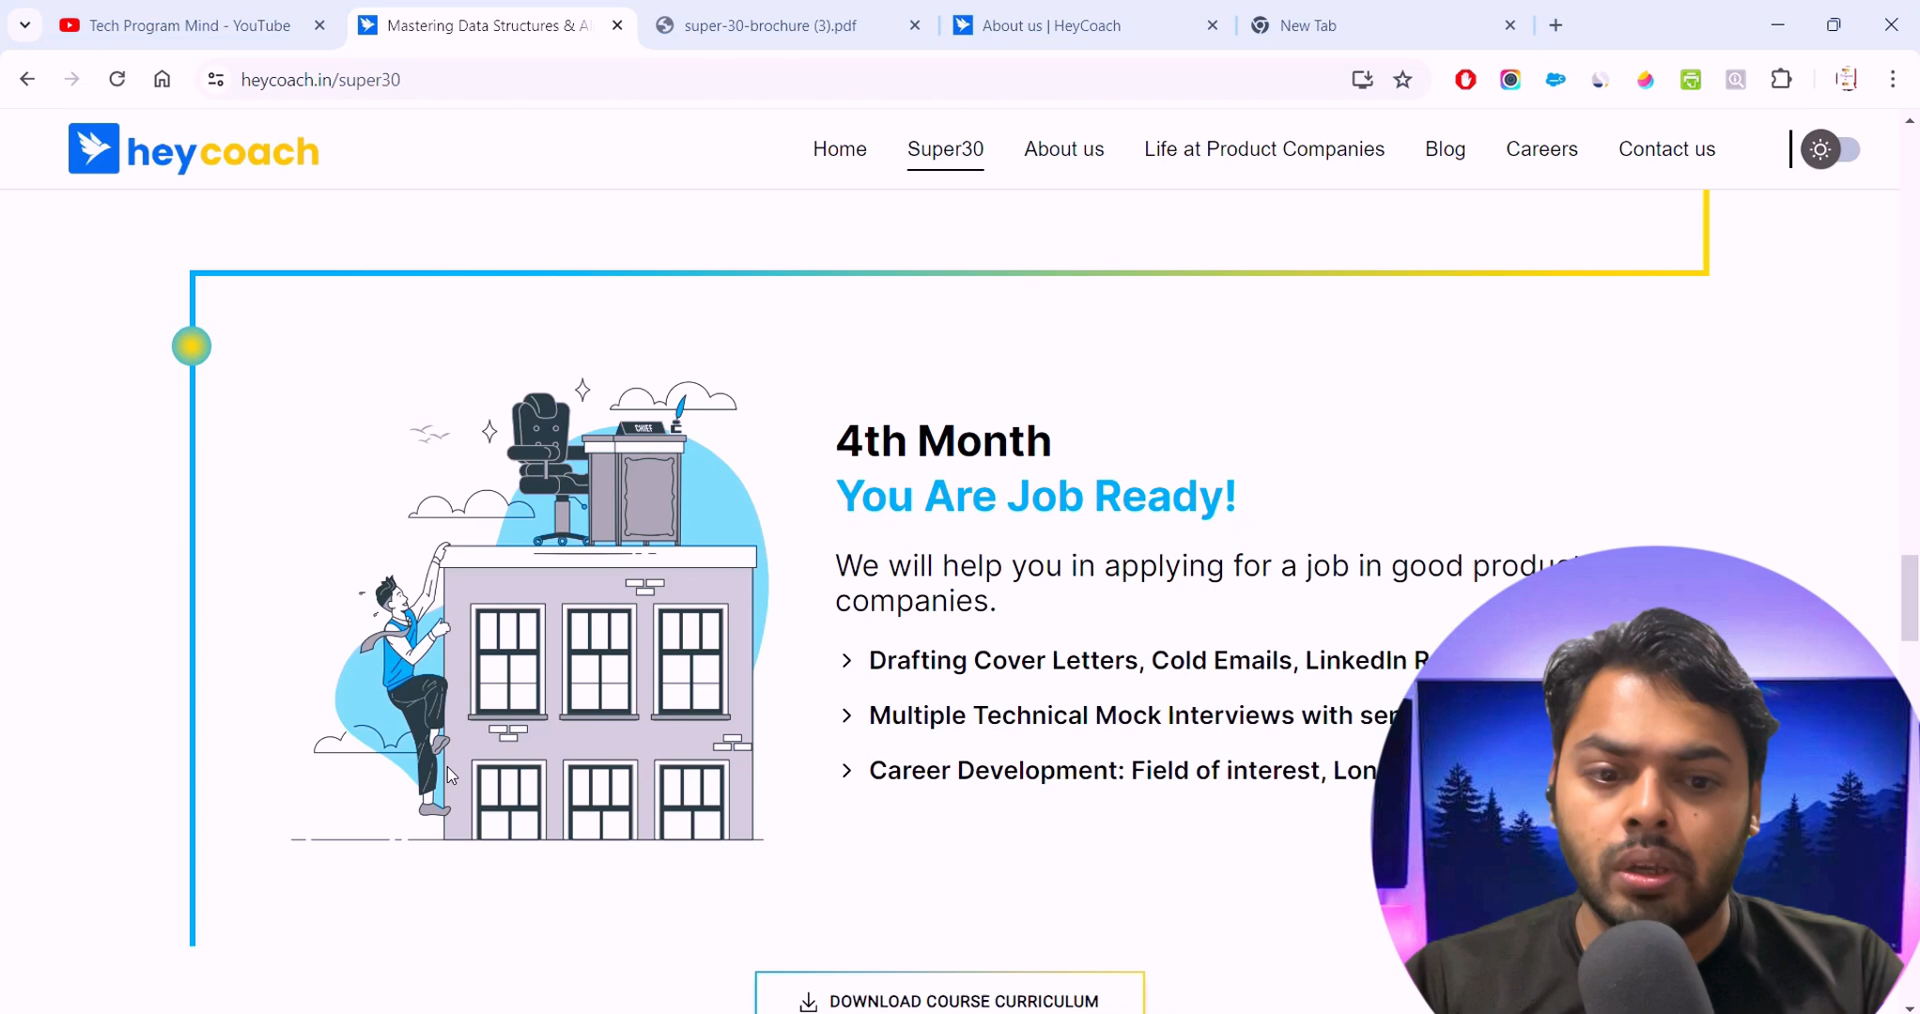 Tech Program Mind - YouTube
Mastering Data Structures & Al
super-30-brochure (3).pdf
About us | HeyCoach
New Tab
heycoach.in/super30
heycoach
Home
Super30
About us
Life at Product Companies
Blog
Careers
Contact us
CHIEF
4th Month
You Are Job Ready!
We will help you in applying for a job in good produ
companies.
Drafting Cover Letters, Cold Emails, LinkedIn R
Multiple Technical Mock Interviews with sen
Career Development: Field of interest, Lon
DOWNLOAD COURSE CURRICULUM